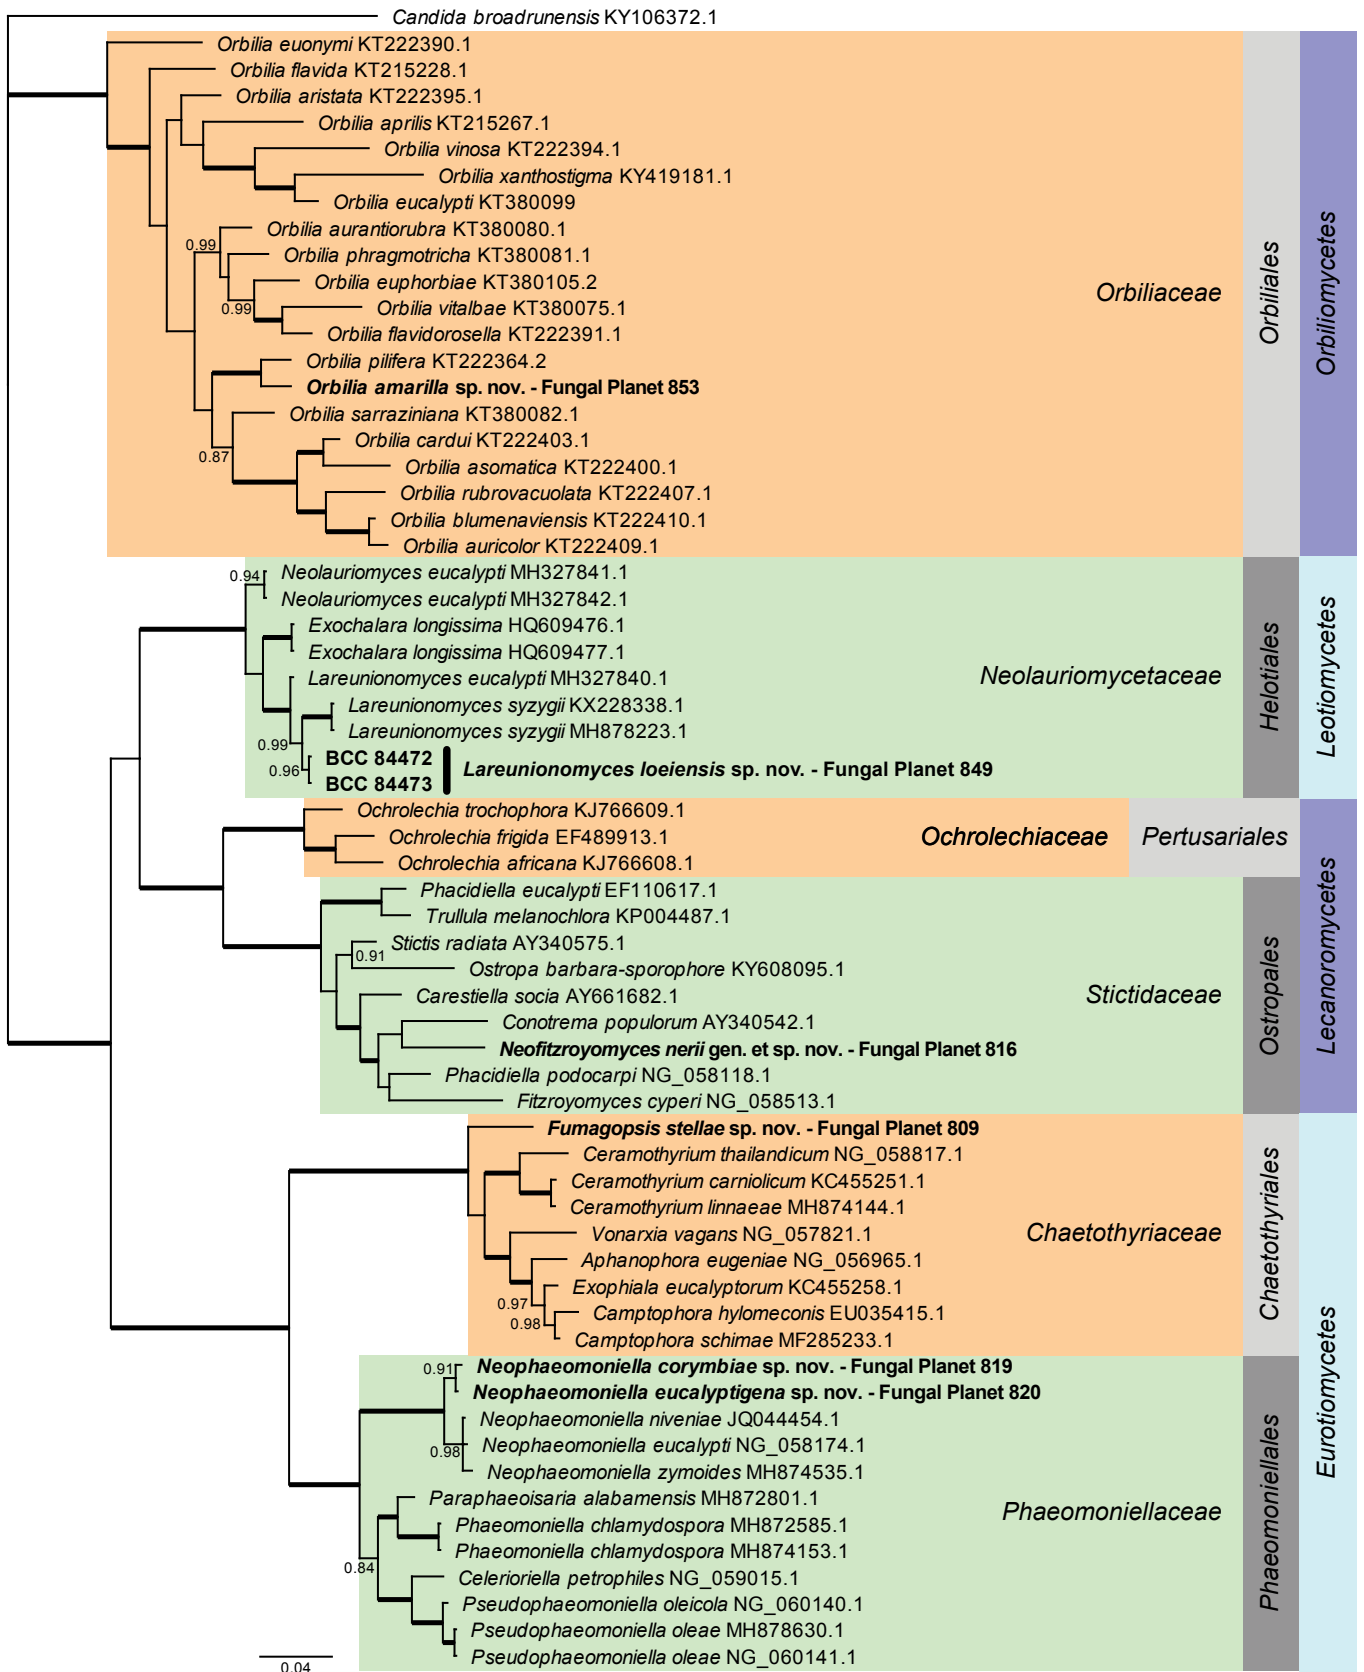 Candida broadrunensis KY106372.1
Orbilia euonymi KT222390.1
Orbilia flavida KT215228.1
Orbilia aristata KT222395.1
Orbilia aprilis KT215267.1
Orbilia vinosa KT222394.1
Orbilia xanthostigma KY419181.1
Orbilia eucalypti KT380099
Orbilia aurantiorubra KT380080.1
0.99
Orbilia phragmotricha KT380081.1
Orbilia euphorbiae KT380105.2
0.99
Orbilia vitalbae KT380075.1
Orbilia flavidorosella KT222391.1
Orbilia pilifera KT222364.2
Orbilia amarilla sp. nov. - Fungal Planet 853
Orbilia sarraziniana KT380082.1
0.87
Orbilia cardui KT222403.1
Orbilia asomatica KT222400.1
Orbilia rubrovacuolata KT222407.1
Orbilia blumenaviensis KT222410.1
Orbilia auricolor KT222409.1
Orbiliaceae
Orbiliales
Orbiliomycetes
0.94
Neolauriomyces eucalypti MH327841.1
Neolauriomyces eucalypti MH327842.1
Exochalara longissima HQ609476.1
Exochalara longissima HQ609477.1
Lareunionomyces eucalypti MH327840.1
Lareunionomyces syzygii KX228338.1
Lareunionomyces syzygii MH878223.1
0.99
0.96
BCC 84472
BCC 84473
Lareunionomyces loeiensis sp. nov. - Fungal Planet 849
Neolauriomycetaceae
Helotiales
Leotiomycetes
Ochrolechia trochophora KJ766609.1
Ochrolechia frigida EF489913.1
Ochrolechia africana KJ766608.1
Ochrolechiaceae
Pertusariales
Phacidiella eucalypti EF110617.1
Trullula melanochlora KP004487.1
Stictis radiata AY340575.1
0.91
Ostropa barbara-sporophore KY608095.1
Carestiella socia AY661682.1
Conotrema populorum AY340542.1
Neofitzroyomyces nerii gen. et sp. nov. - Fungal Planet 816
Phacidiella podocarpi NG_058118.1
Fitzroyomyces cyperi NG_058513.1
Stictidaceae
Ostropales
Lecanoromycetes
Fumagopsis stellae sp. nov. - Fungal Planet 809
Ceramothyrium thailandicum NG_058817.1
Ceramothyrium carniolicum KC455251.1
Ceramothyrium linnaeae MH874144.1
Vonarxia vagans NG_057821.1
Aphanophora eugeniae NG_056965.1
Exophiala eucalyptorum KC455258.1
0.97
Camptophora hylomeconis EU035415.1
0.98
Camptophora schimae MF285233.1
Chaetothyriaceae
Chaetothyriales
0.91
Neophaeomoniella corymbiae sp. nov. - Fungal Planet 819
Neophaeomoniella eucalyptigena sp. nov. - Fungal Planet 820
Neophaeomoniella niveniae JQ044454.1
Neophaeomoniella eucalypti NG_058174.1
0.98
Neophaeomoniella zymoides MH874535.1
Paraphaeoisaria alabamensis MH872801.1
Phaeomoniella chlamydospora MH872585.1
Phaeomoniella chlamydospora MH874153.1
0.84
Celerioriella petrophiles NG_059015.1
Pseudophaeomoniella oleicola NG_060140.1
Pseudophaeomoniella oleae MH878630.1
Pseudophaeomoniella oleae NG_060141.1
Phaeomoniellaceae
Phaeomoniellales
Eurotiomycetes
0.04